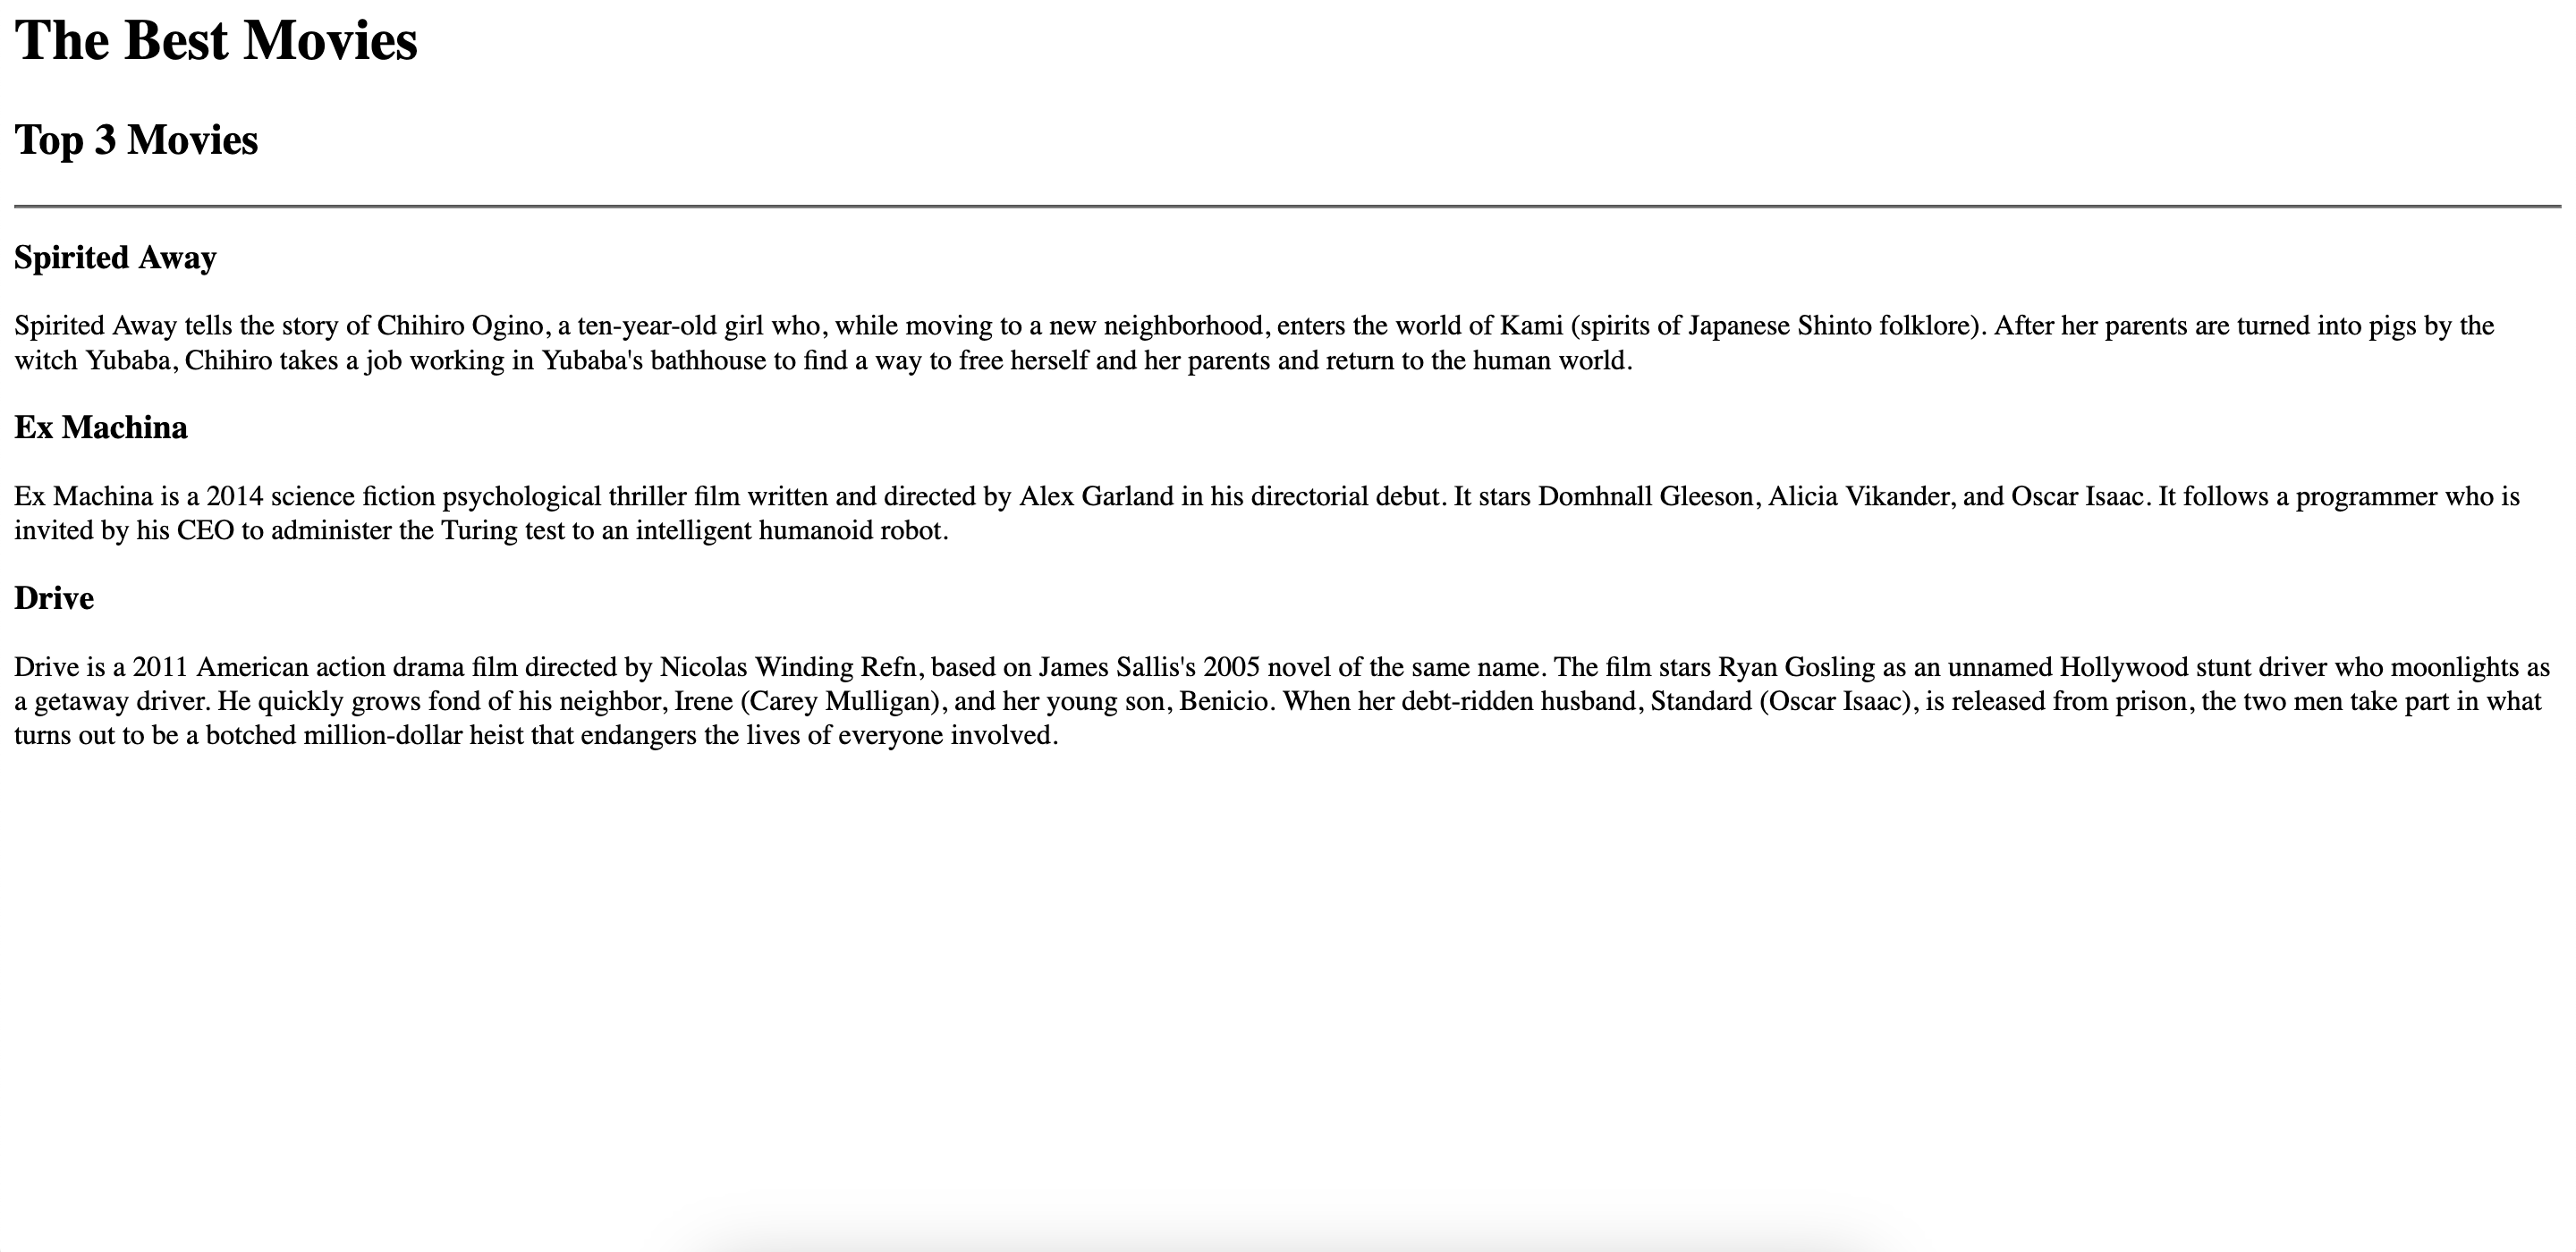 The Best Movies
Top 3 Movies
Spirited Away
Spirited Away tells the story of Chihiro Ogino, a ten-year-old girl who, while moving to a new neighborhood, enters the world of Kami (spirits of Japanese Shinto folklore). After her parents are turned into pigs by the
witch Yubaba, Chihiro takes a job working in Yubaba's bathhouse to find a way to free herself and her parents and return to the human world.
Ex Machina
Ex Machina is a 2014 science fiction psychological thriller film written and directed by Alex Garland in his directorial debut. It stars Domhnall Gleeson, Alicia Vikander, and Oscar Isaac. It follows a programmer who is
invited by his CEO to administer the Turing test to an intelligent humanoid robot.
Drive
Drive is a 2011 American action drama film directed by Nicolas Winding Refn, based on James Sallis's 2005 novel of the same name. The film stars Ryan Gosling as an unnamed Hollywood stunt driver who moonlights as
a getaway driver. He quickly grows fond of his neighbor, Irene (Carey Mulligan), and her young son, Benicio. When her debt-ridden husband, Standard (Oscar Isaac), is released from prison, the two men take part in what
turns out to be a botched million-dollar heist that endangers the lives of everyone involved.